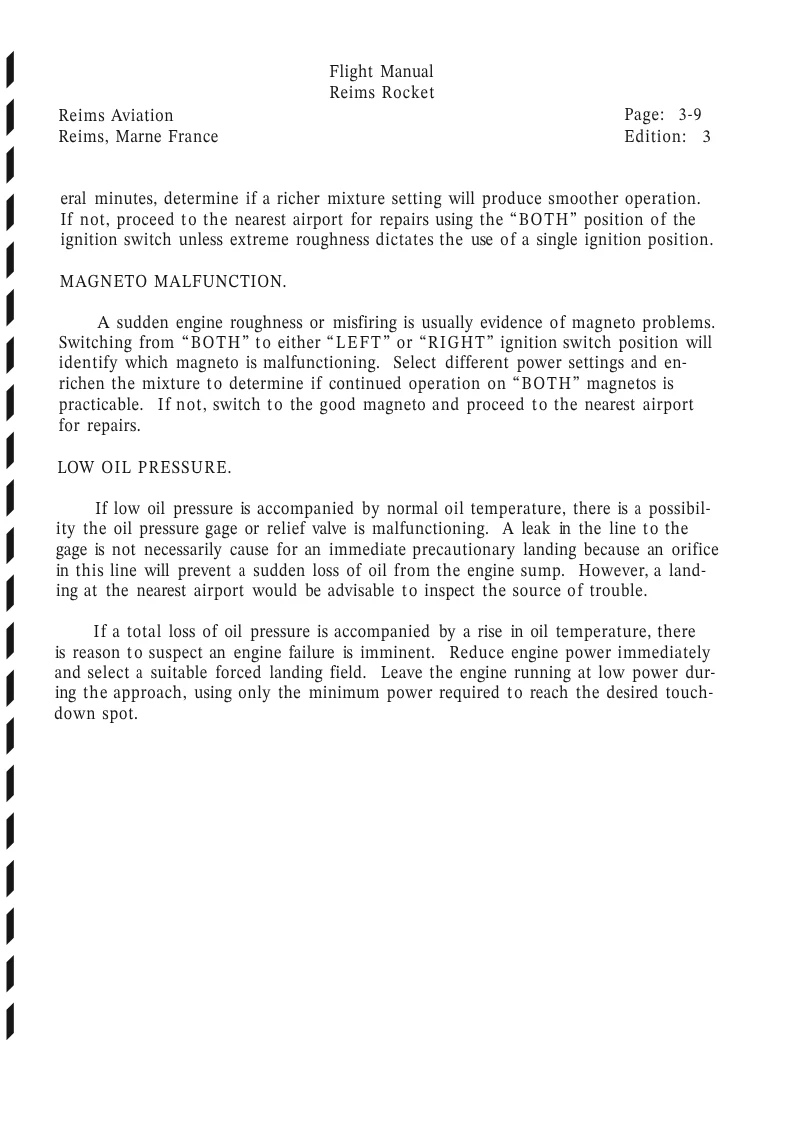 Flight Manual
Reims Rocket
Reims Aviation
Reims, Marne France
Page: 3-9
Edition: 3
eral minutes, determine if a richer mixture setting will produce smoother operation.
If not, proceed to the nearest airport for repairs using the “BOTH” position of the
ignition switch unless extreme roughness dictates the use of a single ignition position.
MAGNETO MALFUNCTION.
A sudden engine roughness or misfiring is usually evidence of magneto problems.
Switching from “BOTH” to either “LEFT” or “RIGHT” ignition switch position will
identify which magneto is malfunctioning. Select different power settings and en-
richen the mixture to determine if continued operation on “BOTH” magnetos is
practicable. If not, switch to the good magneto and proceed to the nearest airport
for repairs.
LOW OIL PRESSURE.
If low oil pressure is accompanied by normal oil temperature, there is a possibil-
ity the oil pressure gage or relief valve is malfunctioning. A leak in the line to the
gage is not necessarily cause for an immediate precautionary landing because an orifice
in this line will prevent a sudden loss of oil from the engine sump. However, a land-
ing at the nearest airport would be advisable to inspect the source of trouble.
If a total loss of oil pressure is accompanied by a rise in oil temperature, there
is reason to suspect an engine failure is imminent. Reduce engine power immediately
and select a suitable forced landing field. Leave the engine running at low power dur-
ing the approach, using only the minimum power required to reach the desired touch-
down spot.